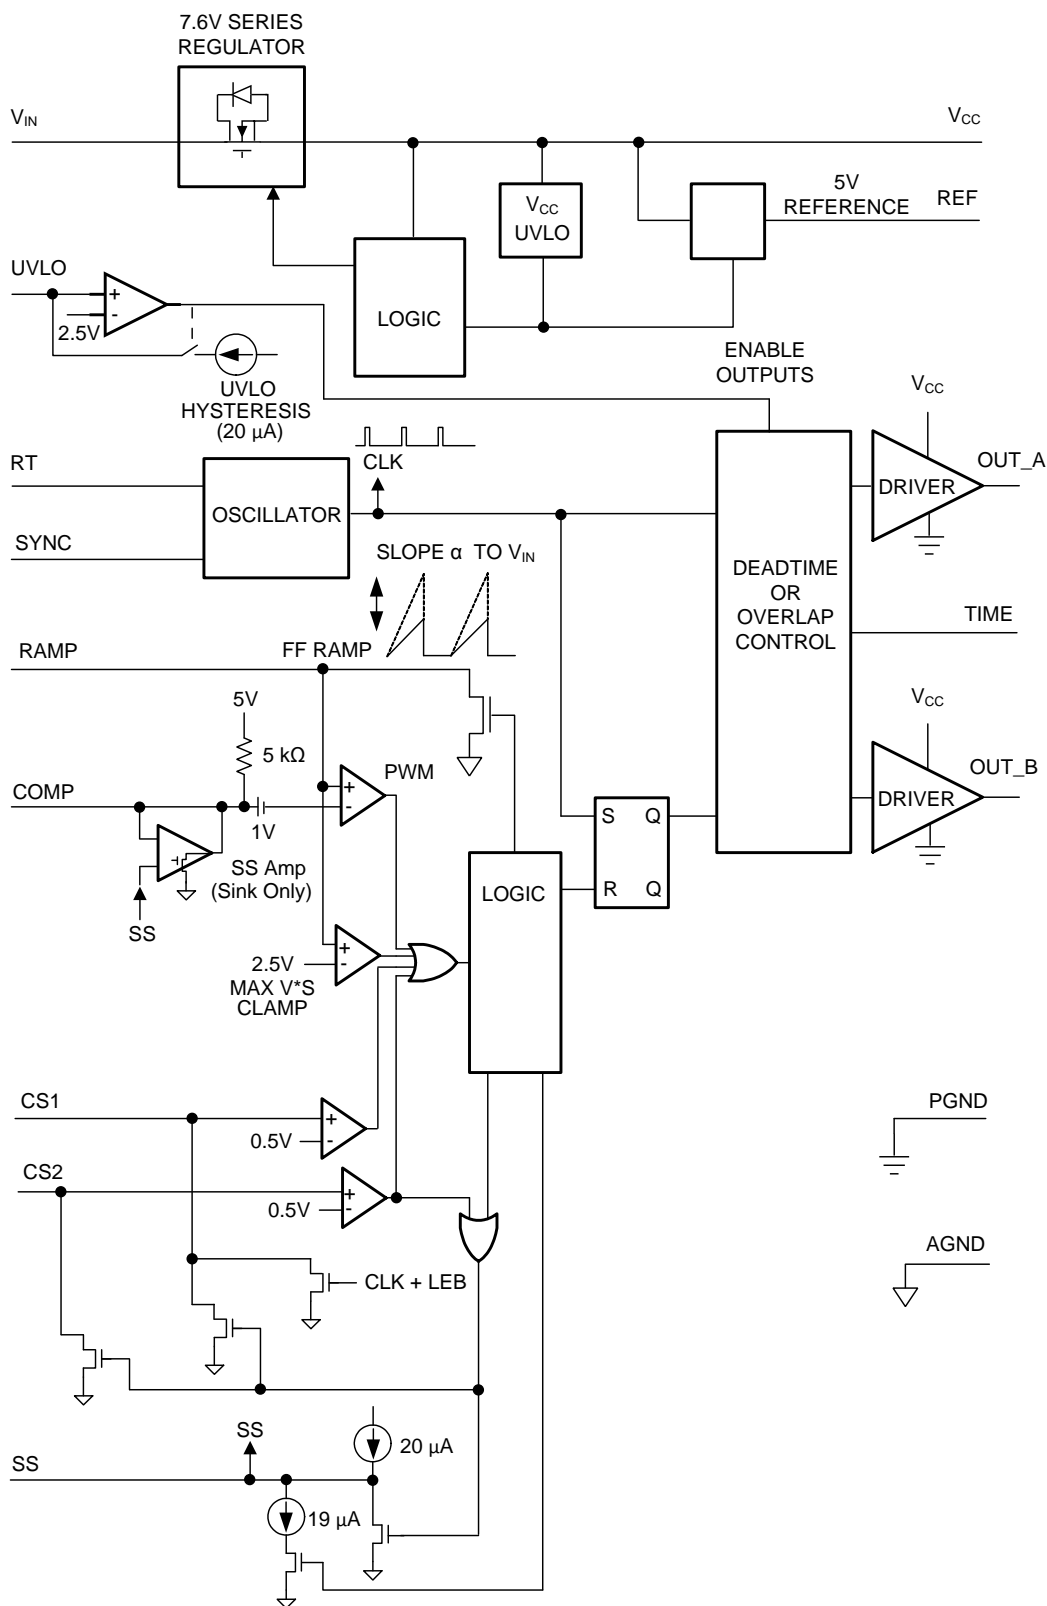 7.6V SERIES
REGULATOR
VIN
VCC
VCC
UVLO
5V
REFERENCE
REF
UVLO
+
-
2.5V
LOGIC
UVLO
HYSTERESIS
(20 µA)
ENABLE
OUTPUTS
VCC
RT
CLK
OUT_A
OSCILLATOR
DRIVER
SYNC
SLOPE α TO VIN
DEADTIME
OR
OVERLAP
CONTROL
TIME
RAMP
FF RAMP
5V
5 kΩ
VCC
COMP
PWM
+
-
1V
OUT_B
DRIVER
S Q
SS Amp
(Sink Only)
LOGIC
R Q
SS
+
-
2.5V
MAX V*S
CLAMP
CS1
+
-
0.5V
PGND
CS2
+
-
0.5V
AGND
CLK + LEB
SS
20 µA
SS
19 µA